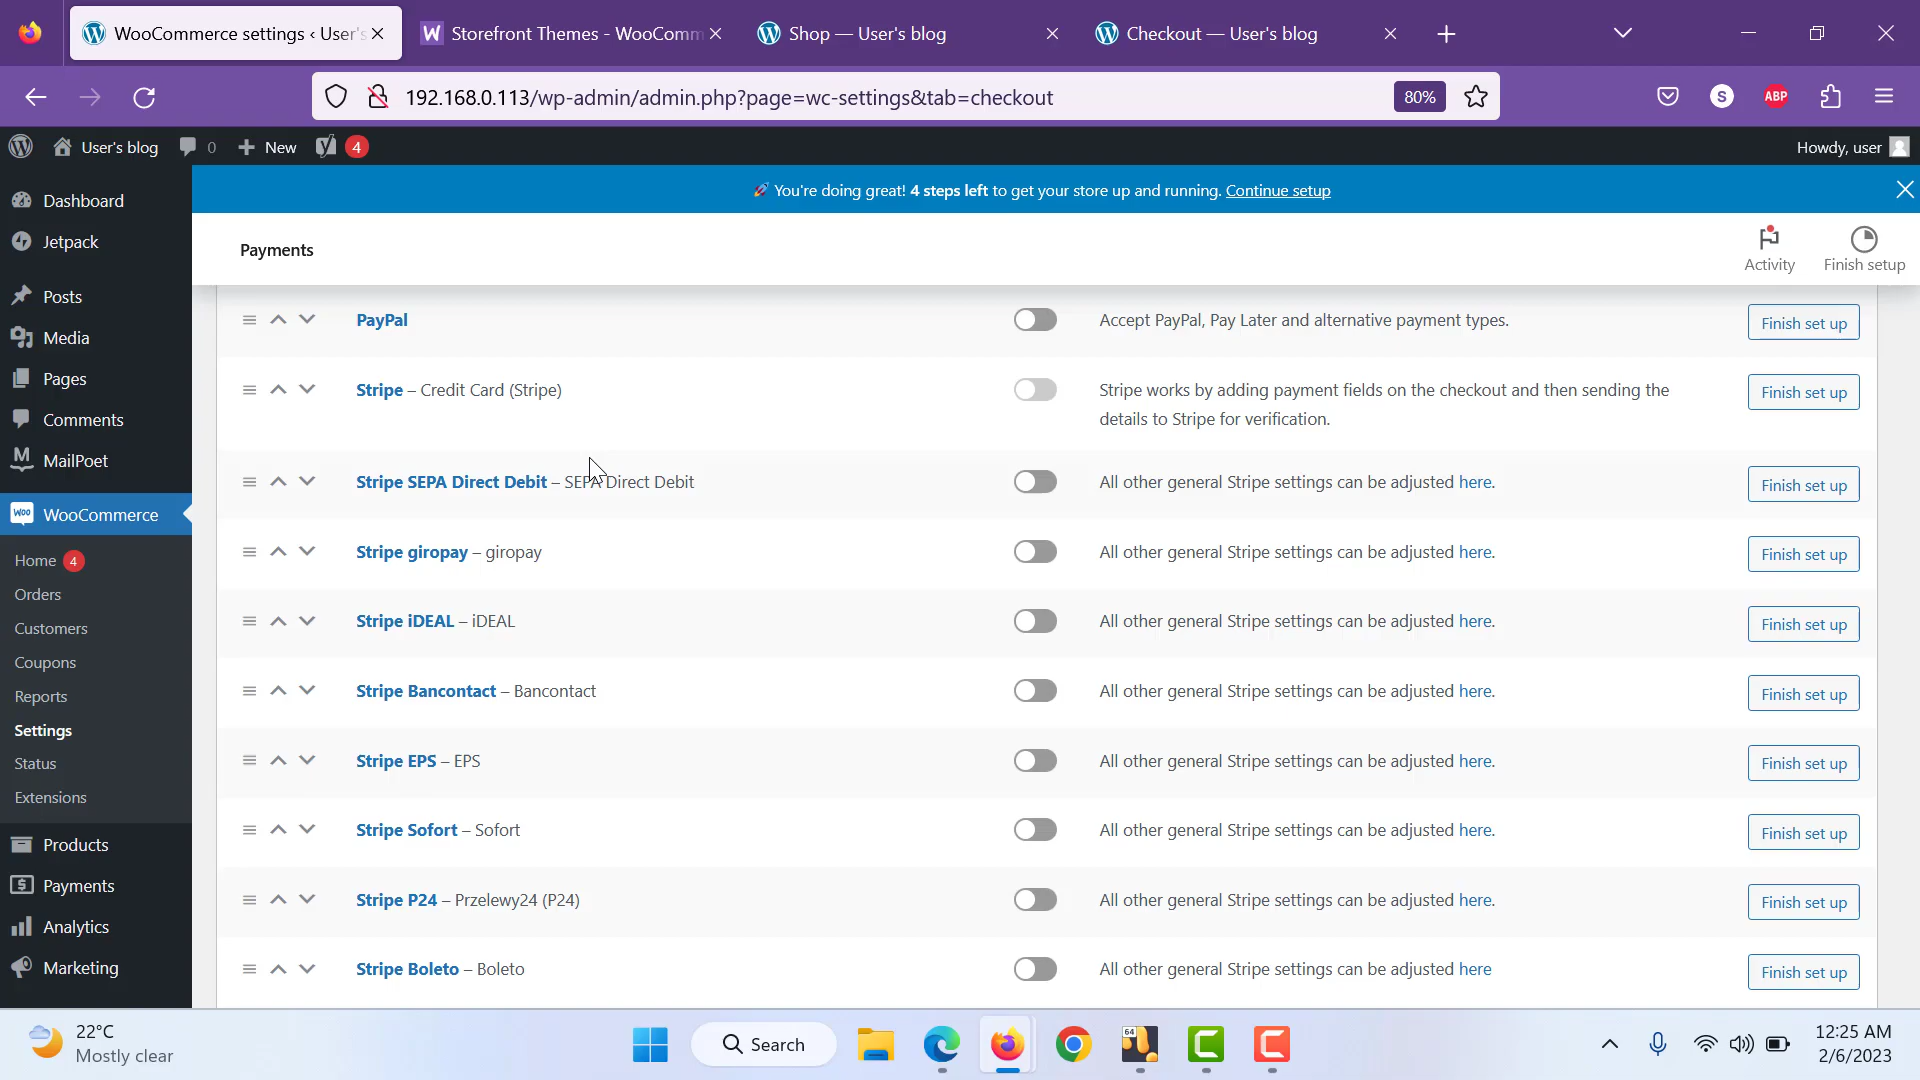 WooCommerce settings ‹ User's
Storefront Themes - WooComm
Shop — User's blog
Checkout — User's blog
192.168.0.113/wp-admin/admin.php?page=wc-settings&tab=checkout
80%
S
ABP
User's blog
0
New
4
Howdy, user
🚀 You're doing great! 4 steps left to get your store up and running. Continue setup
Payments
Activity
Finish setup
Dashboard
Jetpack
Posts
Media
Pages
Comments
MailPoet
WooCommerce
Home 4
Orders
Customers
Coupons
Reports
Settings
Status
Extensions
Products
Payments
Analytics
Marketing
PayPal
Accept PayPal, Pay Later and alternative payment types.
Finish set up
Stripe – Credit Card (Stripe)
Stripe works by adding payment fields on the checkout and then sending the
details to Stripe for verification.
Finish set up
Stripe SEPA Direct Debit – SEPA Direct Debit
All other general Stripe settings can be adjusted here.
Finish set up
Stripe giropay – giropay
All other general Stripe settings can be adjusted here.
Finish set up
Stripe iDEAL – iDEAL
All other general Stripe settings can be adjusted here.
Finish set up
Stripe Bancontact – Bancontact
All other general Stripe settings can be adjusted here.
Finish set up
Stripe EPS – EPS
All other general Stripe settings can be adjusted here.
Finish set up
Stripe Sofort – Sofort
All other general Stripe settings can be adjusted here.
Finish set up
Stripe P24 – Przelewy24 (P24)
All other general Stripe settings can be adjusted here.
Finish set up
Stripe Boleto – Boleto
All other general Stripe settings can be adjusted here
Finish set up
22°C
Mostly clear
Search
64
12:25 AM
2/6/2023